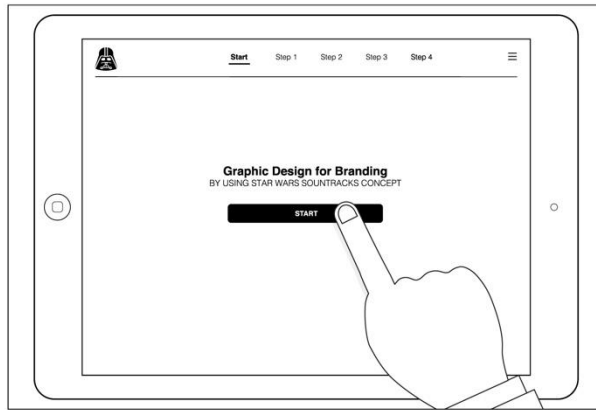 Start Step 1 Step 2 Step 3 Step 4
Graphic Design for Branding
BY USING STAR WARS SOUNTRACKS CONCEPT
START